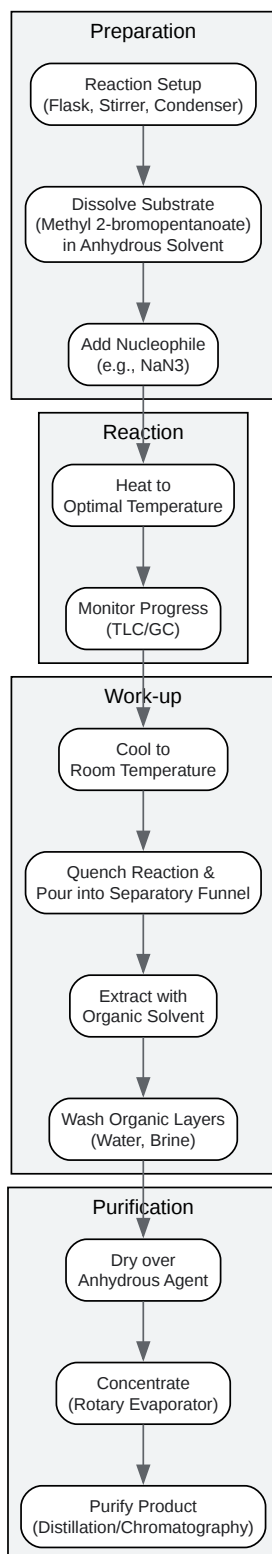 Preparation
Reaction Setup
(Flask, Stirrer, Condenser)
Dissolve Substrate
(Methyl 2-bromopentanoate)
in Anhydrous Solvent
Add Nucleophile
(e.g., NaN3)
Reaction
Heat to
Optimal Temperature
Monitor Progress
(TLC/GC)
Work-up
Cool to
Room Temperature
Quench Reaction &
Pour into Separatory Funnel
Extract with
Organic Solvent
Wash Organic Layers
(Water, Brine)
Purification
Dry over
Anhydrous Agent
Concentrate
(Rotary Evaporator)
Purify Product
(Distillation/Chromatography)